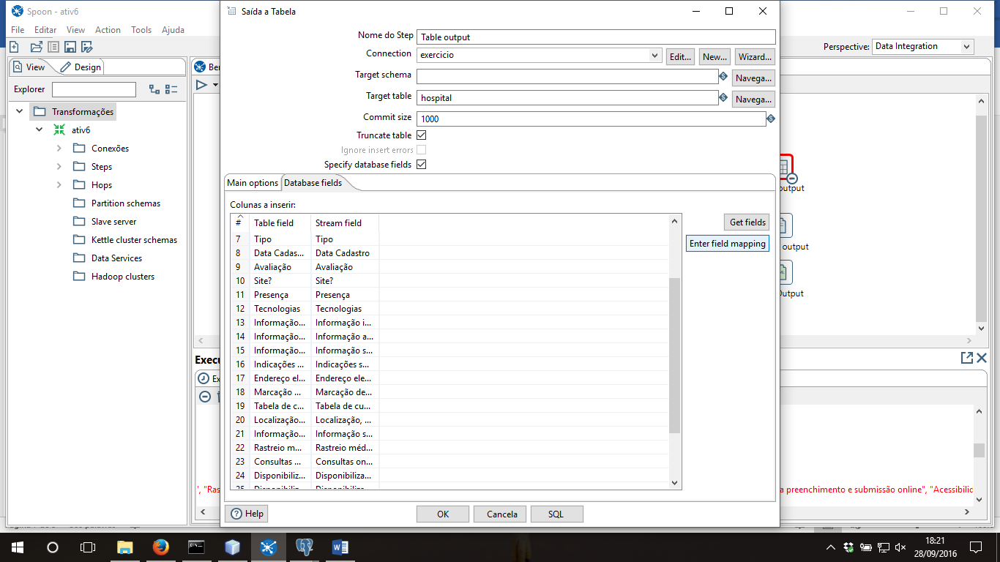 Spoon - ativ6
File Editar View Action Tools Ajuda
Perspective: Data Integration
View Design
Explorer
Transformações
ativ6
Conexões
Steps
Hops
Partition schemas
Slave server
Kettle cluster schemas
Data Services
Hadoop clusters
Saída a Tabela
Nome do Step Table output
Connection exercicio Edit... New... Wizard...
Target schema Navega...
Target table hospital Navega...
Commit size 1000
Truncate table
Ignore insert errors
Specify database fields
Main options Database fields
Colunas a inserir:
# Table field Stream field
7 Tipo Tipo
8 Data Cadas... Data Cadastro
9 Avaliação Avaliação
10 Site? Site?
11 Presença Presença
12 Tecnologias Tecnologias
13 Informação... Informação i...
14 Informação... Informação a...
15 Informação... Informação s...
16 Indicações ... Indicações s...
17 Endereço el... Endereço ele...
18 Marcação ... Marcação de...
19 Tabela de c... Tabela de cu...
20 Localização... Localização, ...
21 Informação... Informação s...
22 Rastreio m... Rastreio méd...
23 Consultas ... Consultas on...
24 Disponibiliz... Disponibiliza...
25 Disponibiliz... Disponibiliza...
Get fields
Enter field mapping
Help OK Cancela SQL
Ben
output
output
Output
Execu
Ex
', "Ras
a preenchimento e submissão online", "Acessibilid
18:21
28/09/2016